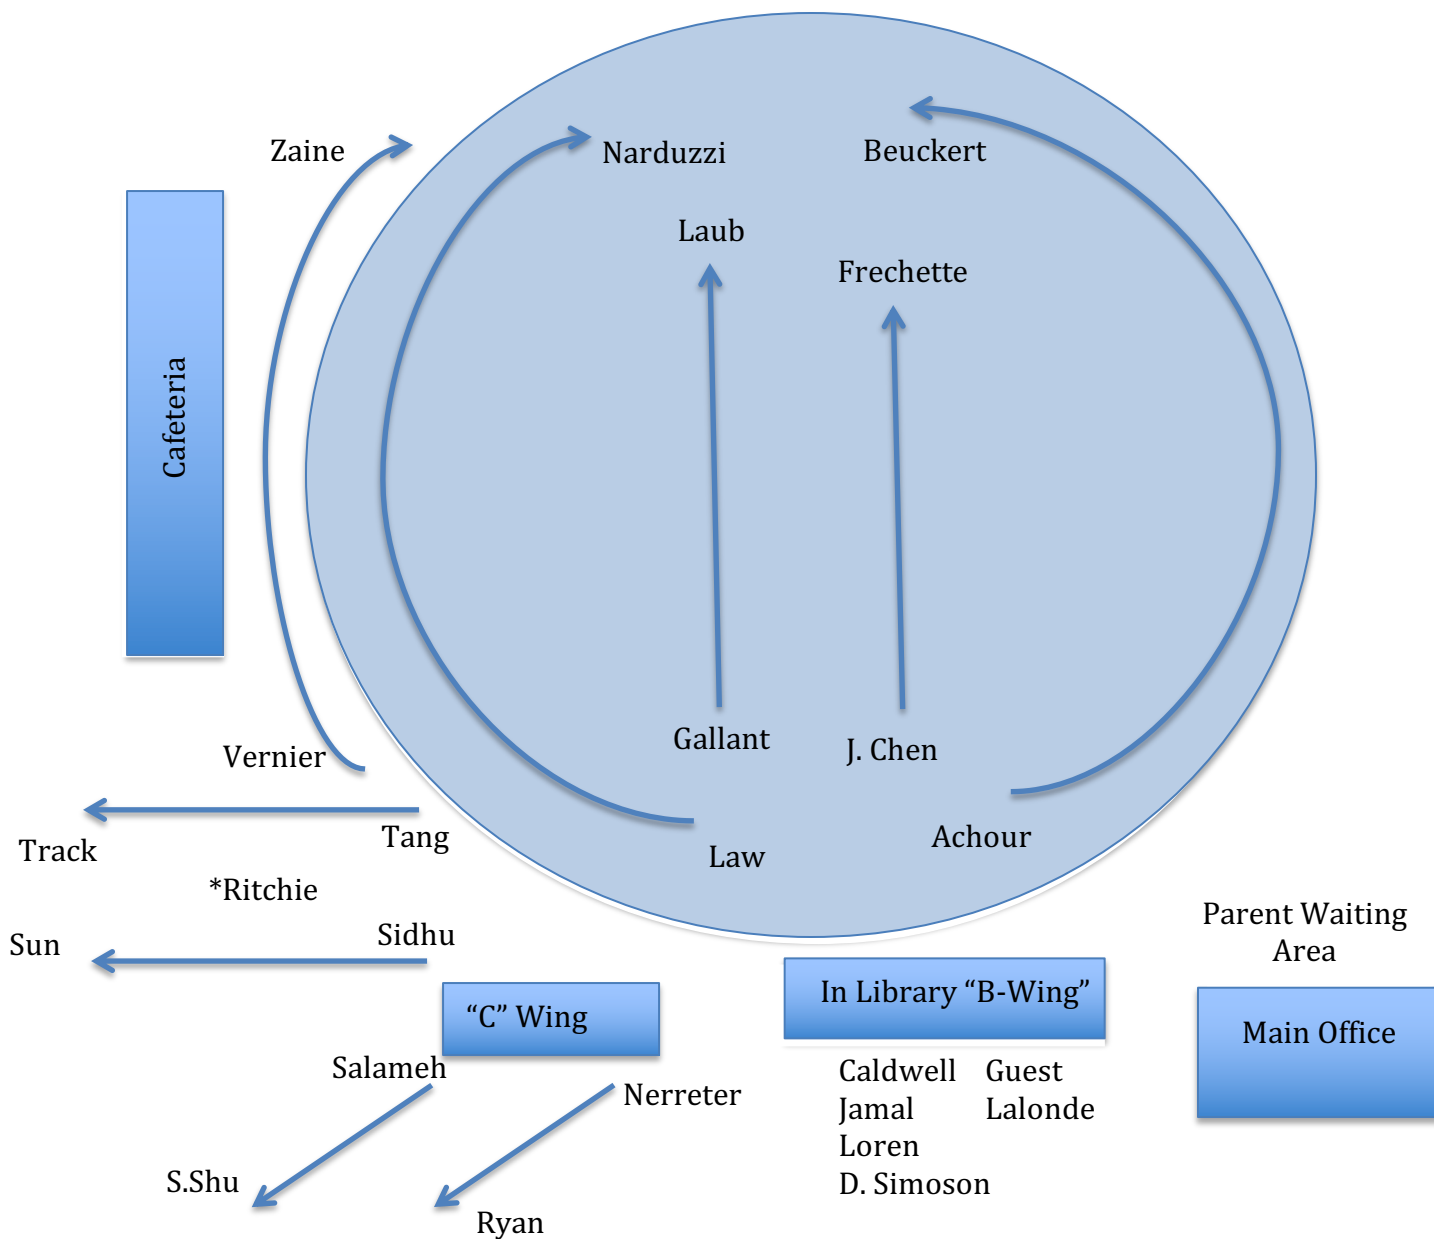 Zaine
Narduzzi
Beuckert
Laub
Frechette
Cafeteria
Gallant
J. Chen
Vernier
Tang
Track
Law
Achour
*Ritchie
Sidhu
Sun
Parent Waiting
Area
"C" Wing
In Library "B-Wing"
Main Office
Salameh
Nerreter
Caldwell Guest
Jamal Lalonde
Loren
D. Simoson
S.Shu
Ryan